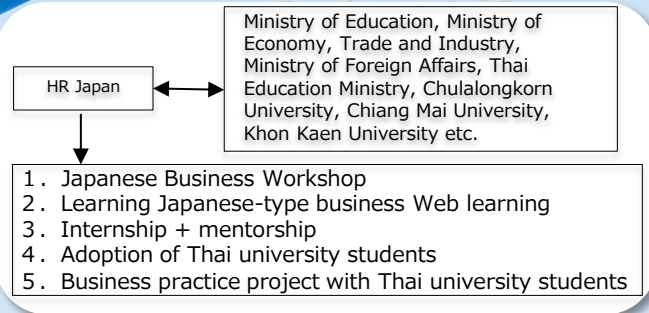 Ministry of Education, Ministry of
Economy, Trade and Industry,
Ministry of Foreign Affairs, Thai
Education Ministry, Chulalongkorn
University, Chiang Mai University,
Khon Kaen University etc.
HR Japan
1. Japanese Business Workshop
2. Learning Japanese-type business Web learning
3. Internship + mentorship
4. Adoption of Thai university students
5. Business practice project with Thai university students